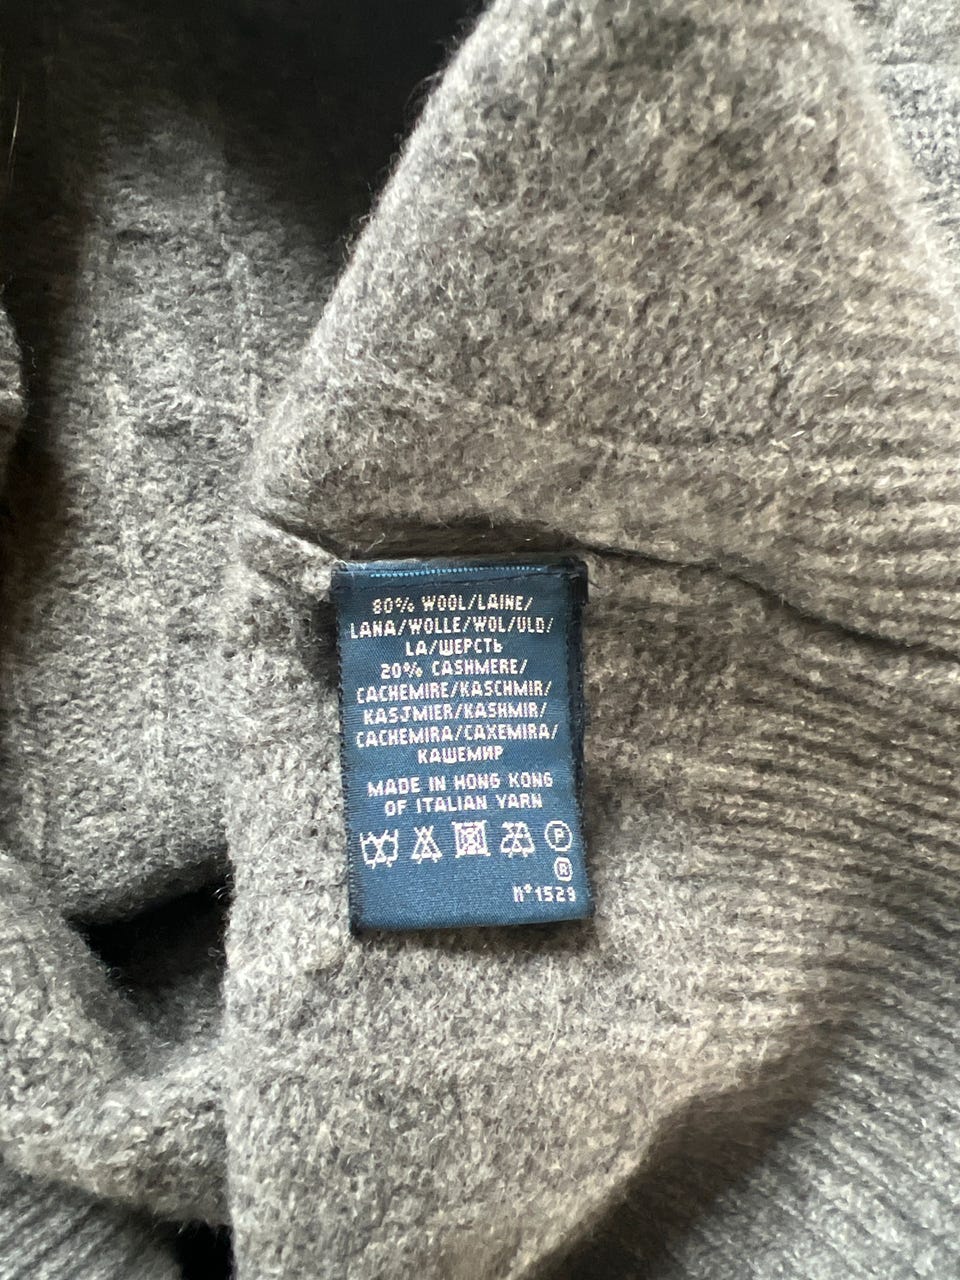 80% WOOL/LAINE/
LANA/WOLLE/WOL/ULD/
LA/ШЕРСТЬ
20% CASHMERE/
CACHEMIRE/KASCHMIR/
KASJMIER/KASHMIR/
CACHEMIRA/CAXEMIRA/
КАШЕМИР
MADE IN HONG KONG
OF ITALIAN YARN
P
®
n°1529